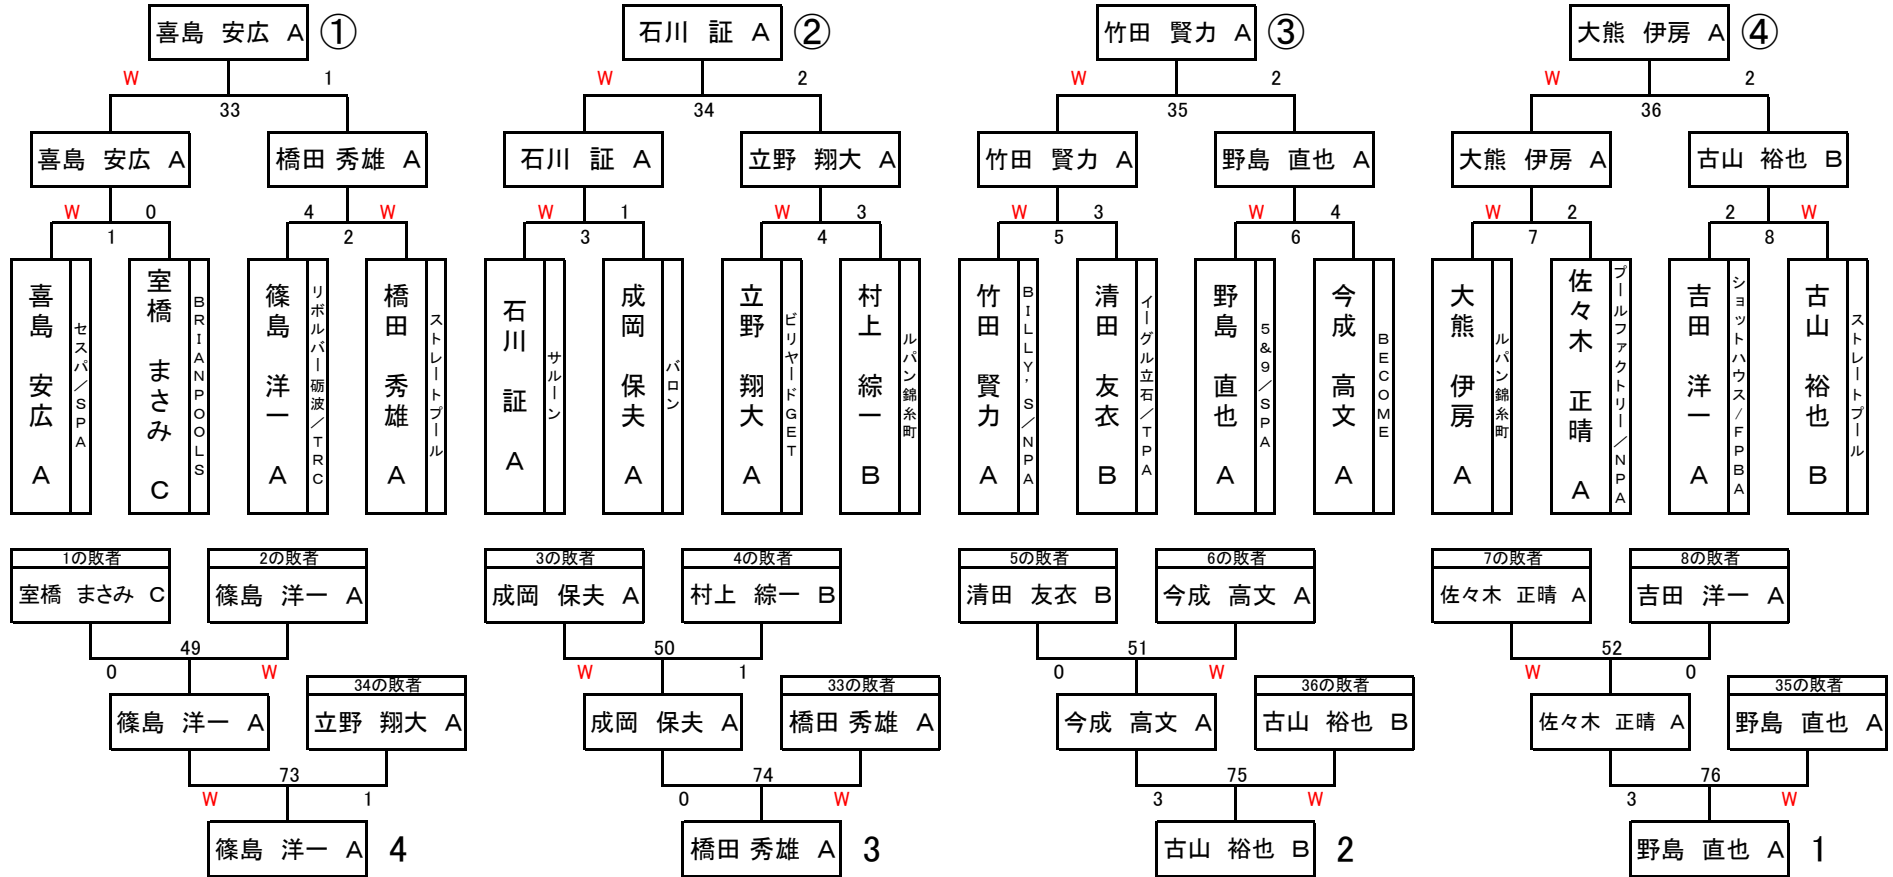 喜島 安広 A ①
石川 証 A ②
竹田 賢力 A ③
大熊 伊房 A ④
W 1
W 2
W 2
W 2
33
34
35
36
喜島 安広 A
橋田 秀雄 A
石川 証 A
立野 翔大 A
竹田 賢力 A
野島 直也 A
大熊 伊房 A
古山 裕也 B
W 0
4 W
W 1
W 3
W 3
W 4
W 2
2 W
1
2
3
4
5
6
7
8
喜島 安広 A
セスパ/SPA
室橋 まさみ C
BRIANPOOLS
篠島 洋一 A
リボルバー砺波/TRC
橋田 秀雄 A
ストレートプール
石川 証 A
サルーン
成岡 保夫 A
バロン
立野 翔大 A
ビリヤードGET
村上 綜一 B
ルパン錦糸町
竹田 賢力 A
BILLY'S/NPA
清田 友衣 B
イーグル立石/TPA
野島 直也 A
5&9/SPA
今成 高文 A
BECOME
大熊 伊房 A
ルパン錦糸町
佐々木 正晴 A
プールファクトリー/NPA
吉田 洋一 A
ショットハウス/FPBA
古山 裕也 B
ストレートプール
1の敗者
室橋 まさみ C
2の敗者
篠島 洋一 A
3の敗者
成岡 保夫 A
4の敗者
村上 綜一 B
5の敗者
清田 友衣 B
6の敗者
今成 高文 A
7の敗者
佐々木 正晴 A
8の敗者
吉田 洋一 A
49
50
51
52
0 W
W 1
0 W
W 0
篠島 洋一 A
34の敗者
立野 翔大 A
成岡 保夫 A
33の敗者
橋田 秀雄 A
今成 高文 A
36の敗者
古山 裕也 B
佐々木 正晴 A
35の敗者
野島 直也 A
73
74
75
76
W 1
0 W
3 W
3 W
篠島 洋一 A 4
橋田 秀雄 A 3
古山 裕也 B 2
野島 直也 A 1